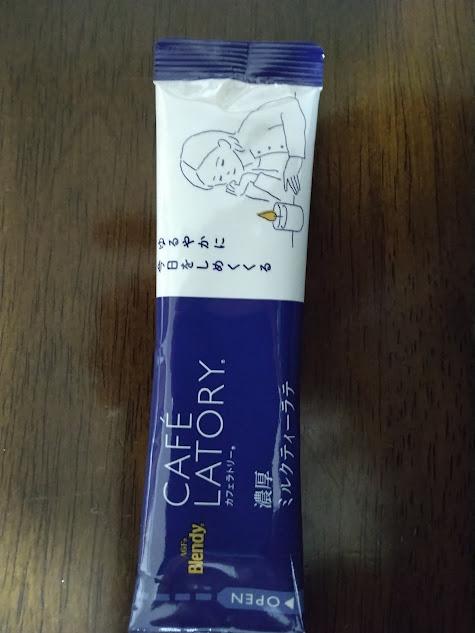 ゆるやかに
今日をしめくくる
CAFÉ
LATORY®
カフェラトリー®
濃厚
ミルクティーラテ
AGF®
Blendy®
OPEN